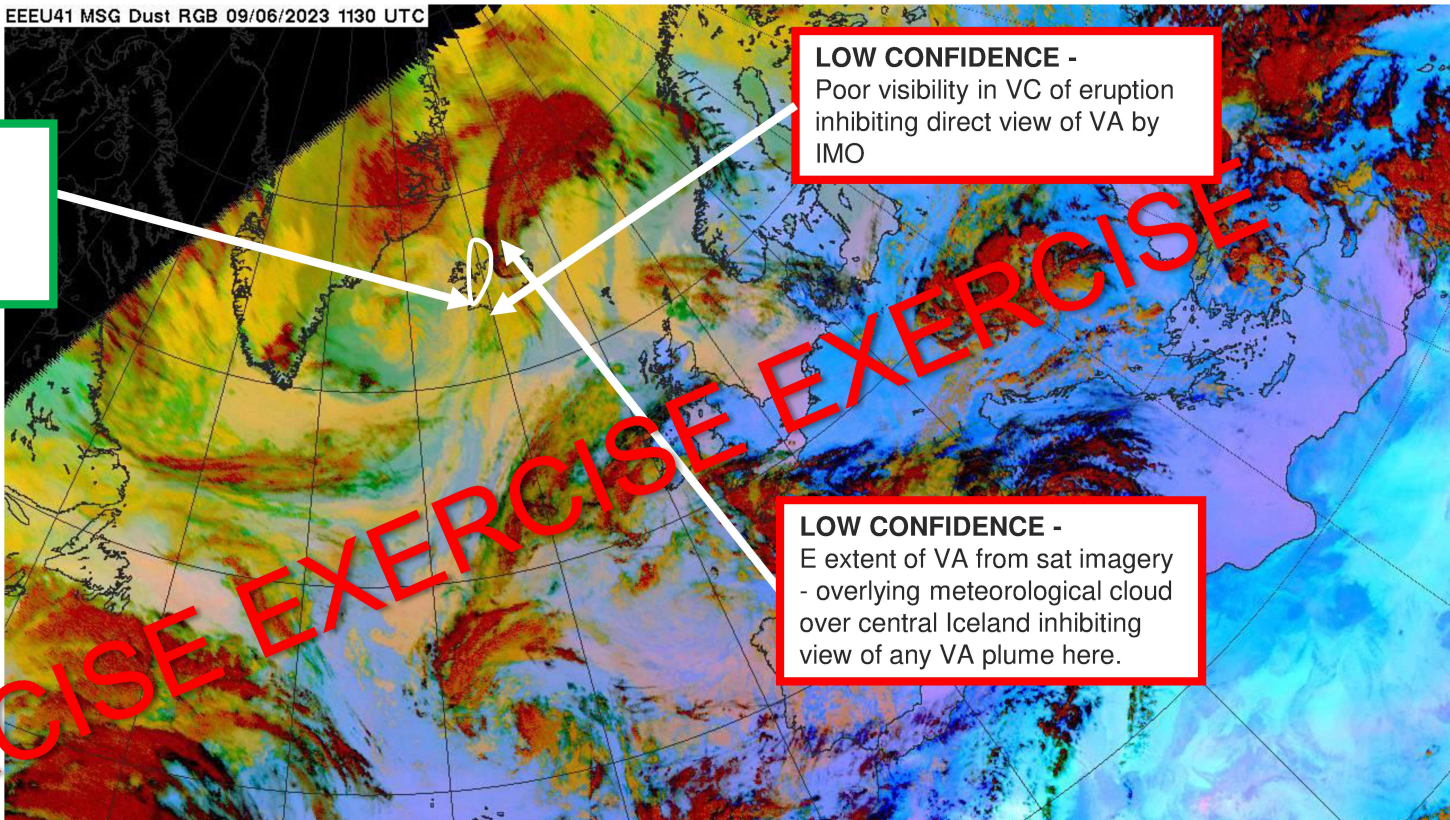 EEEU41 MSG Dust RGB 09/06/2023 1130 UTC
LOW CONFIDENCE -
Poor visibility in VC of eruption
inhibiting direct view of VA by
IMO
CISE EXERCISE EXERCISE EXERCISE
LOW CONFIDENCE -
E extent of VA from sat imagery
- overlying meteorological cloud
over central Iceland inhibiting
view of any VA plume here.